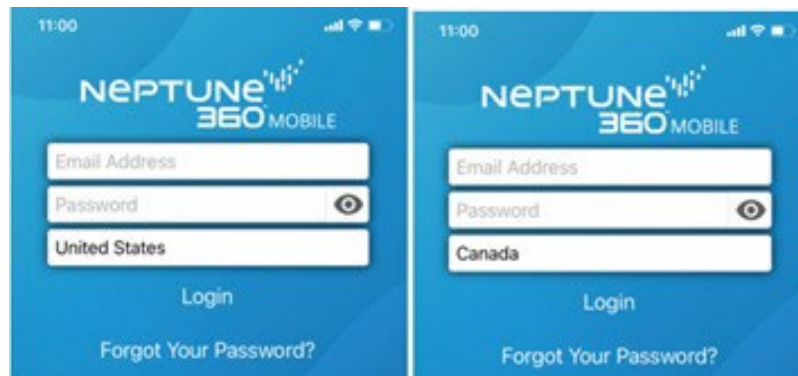 11:00
NEPTUNE
360 MOBILE
Email Address
Password
United States
Login
Forgot Your Password?
11:00
NEPTUNE
360 MOBILE
Email Address
Password
Canada
Login
Forgot Your Password?